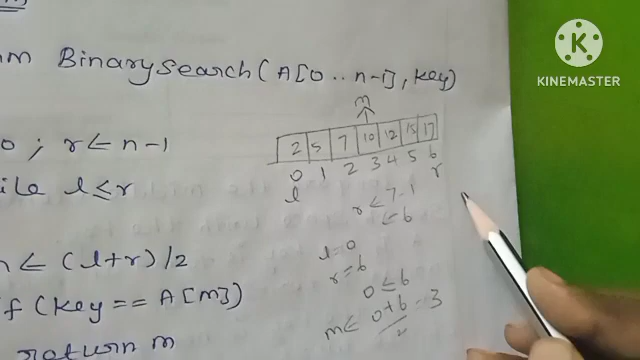 m BinarySearch(A[0..n-1], key)
m
0 ; r ← n-1
2 5 7 10 12 15 17
0 1 2 3 4 5 6
l r
ile l ≤ r
r ← 7-1
← 6
← (l+r)/2
l=0
r=6
if (key == A[m])
0 ≤ 6
m ← 0+6/2 = 3
return m
K
KINEMASTER